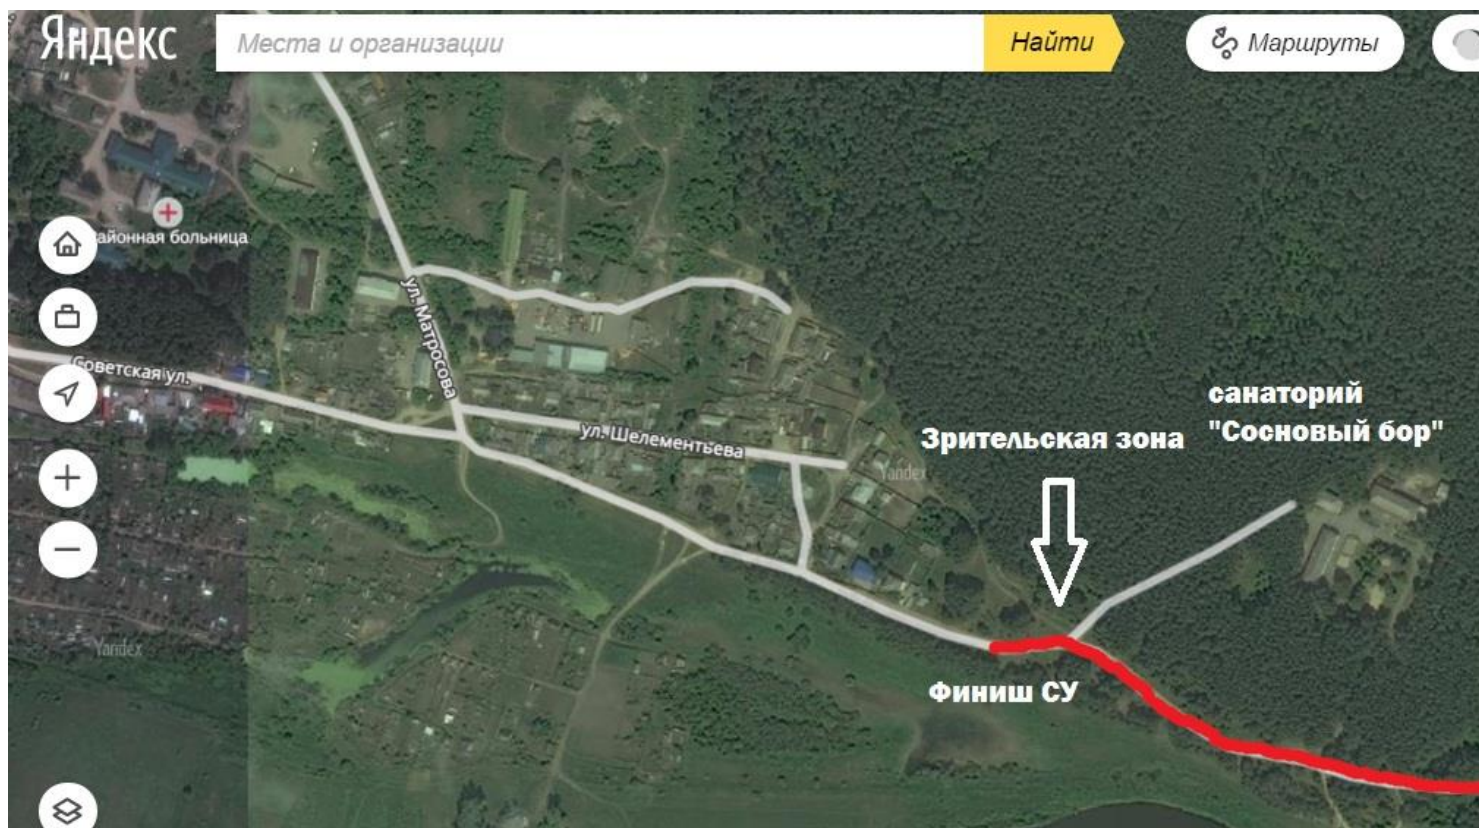 Яндекс
Места и организации
Найти
Маршруты
районная больница
ул. Матросова
Советская ул.
ул. Шелементьева
Зрительская зона
санаторий
"Сосновый бор"
Yandex
Yandex
Финиш СУ